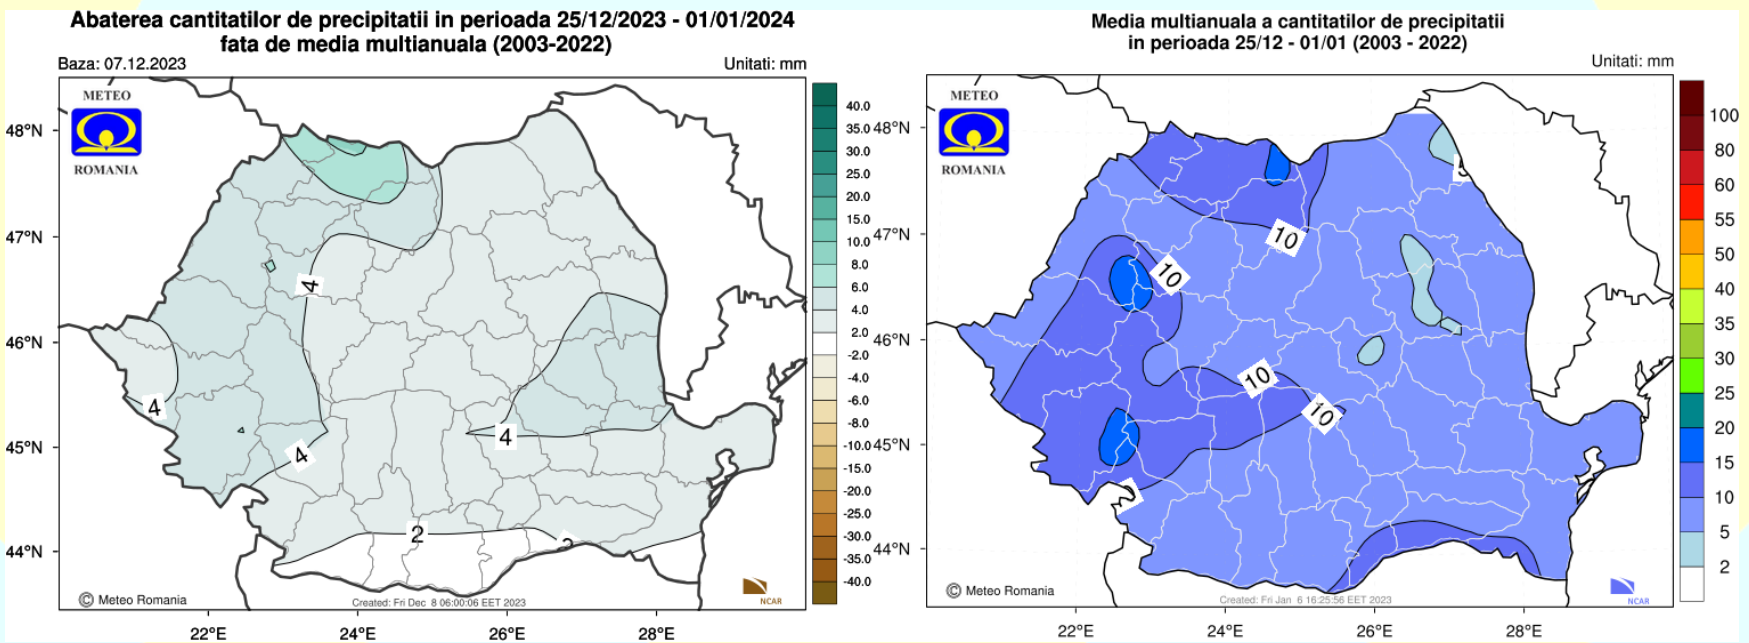 Abaterea cantitatilor de precipitatii in perioada 25/12/2023 - 01/01/2024
fata de media multianuala (2003-2022)
Baza: 07.12.2023
Unitati: mm
METEO
ROMANIA
48°N
47°N
46°N
45°N
44°N
22°E
24°E
26°E
28°E
4
4
4
4
2
2
40.0
35.0
30.0
25.0
20.0
15.0
10.0
8.0
6.0
4.0
2.0
-2.0
-4.0
-6.0
-8.0
-10.0
-15.0
-20.0
-25.0
-30.0
-35.0
-40.0
© Meteo Romania
Created: Fri Dec 8 06:00:06 EET 2023
NCAR
Media multianuala a cantitatilor de precipitatii
in perioada 25/12 - 01/01 (2003 - 2022)
Unitati: mm
METEO
ROMANIA
48°N
47°N
46°N
45°N
44°N
22°E
24°E
26°E
28°E
10
10
10
10
100
80
60
55
50
40
35
30
25
20
15
10
5
2
© Meteo Romania
Created: Fri Jan 6 16:25:56 EET 2023
NCAR